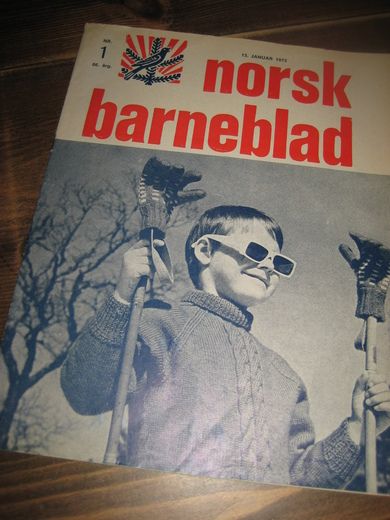 NR.
1
86. årg.
15. JANUAR 1973
norsk
barneblad